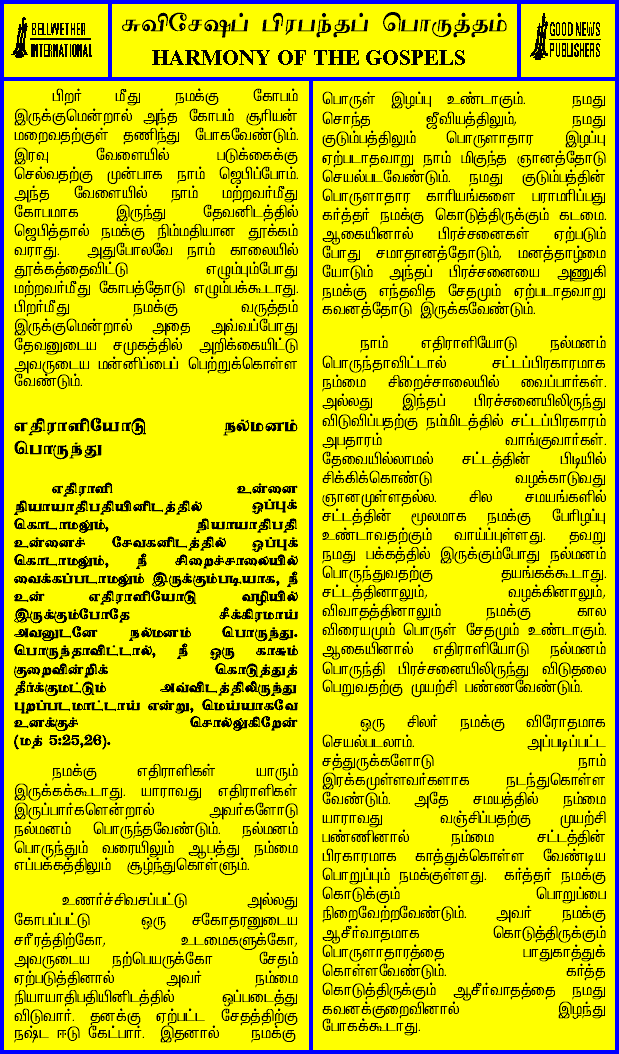 BELLWETHER
INTERNATIONAL
சுவிசேஷப் பிரபந்தப் பொருத்தம்
HARMONY OF THE GOSPELS
GOOD NEWS
PUBLISHERS
பிறர் மீது நமக்கு கோபம்
இருக்குமென்றால் அந்த கோபம் சூரியன்
மறைவதற்குள் தணிந்து போகவேண்டும்.
இரவு வேளையில் படுக்கைக்கு
செல்வதற்கு முன்பாக நாம் ஜெபிப்போம்.
அந்த வேளையில் நாம் மற்றவர்மீது
கோபமாக இருந்து தேவனிடத்தில்
ஜெபித்தால் நமக்கு நிம்மதியான தூக்கம்
வராது. அதுபோலவே நாம் காலையில்
தூக்கத்தைவிட்டு எழும்பும்போது
மற்றவர்மீது கோபத்தோடு எழும்பக்கூடாது.
பிறர்மீது நமக்கு வருத்தம்
இருக்குமென்றால் அதை அவ்வப்போது
தேவனுடைய சமுகத்தில் அறிக்கையிட்டு
அவருடைய மன்னிப்பைப் பெற்றுக்கொள்ள
வேண்டும்.
எதிராளியோடு நல்மனம்
பொருந்து
எதிராளி உன்னை
நியாயாதிபதியினிடத்தில் ஒப்புக்
கொடாமலும், நியாயாதிபதி
உன்னைச் சேவகனிடத்தில் ஒப்புக்
கொடாமலும், நீ சிறைச்சாலையில்
வைக்கப்படாமலும் இருக்கும்படியாக, நீ
உன் எதிராளியோடு வழியில்
இருக்கும்போதே சீக்கிரமாய்
அவனுடனே நல்மனம் பொருந்து.
பொருந்தாவிட்டால், நீ ஒரு காசும்
குறைவின்றிக் கொடுத்துத்
தீர்க்குமட்டும் அவ்விடத்திலிருந்து
புறப்படமாட்டாய் என்று, மெய்யாகவே
உனக்குச் சொல்லுகிறேன்
(மத் 5:25,26).
நமக்கு எதிராளிகள் யாரும்
இருக்கக்கூடாது. யாராவது எதிராளிகள்
இருப்பார்களென்றால் அவர்களோடு
நல்மனம் பொருந்தவேண்டும். நல்மனம்
பொருந்தும் வரையிலும் ஆபத்து நம்மை
எப்பக்கத்திலும் சூழ்ந்துகொள்ளும்.
உணர்ச்சிவசப்பட்டு அல்லது
கோபப்பட்டு ஒரு சகோதரனுடைய
சரீரத்திற்கோ, உடமைகளுக்கோ,
அவருடைய நற்பெயருக்கோ சேதம்
ஏற்படுத்தினால் அவர் நம்மை
நியாயாதிபதியினிடத்தில் ஒப்படைத்து
விடுவார். தனக்கு ஏற்பட்ட சேதத்திற்கு
நஷ்ட ஈடு கேட்பார். இதனால் நமக்கு
பொருள் இழப்பு உண்டாகும். நமது
சொந்த ஜீவியத்திலும், நமது
குடும்பத்திலும் பொருளாதார இழப்பு
ஏற்படாதவாறு நாம் மிகுந்த ஞானத்தோடு
செயல்படவேண்டும். நமது குடும்பத்தின்
பொருளாதார காரியங்களை பராமரிப்பது
கர்த்தர் நமக்கு கொடுத்திருக்கும் கடமை.
ஆகையினால் பிரச்சனைகள் ஏற்படும்
போது சமாதானத்தோடும், மனத்தாழ்மை
யோடும் அந்தப் பிரச்சனையை அணுகி
நமக்கு எந்தவித சேதமும் ஏற்படாதவாறு
கவனத்தோடு இருக்கவேண்டும்.
நாம் எதிராளியோடு நல்மனம்
பொருந்தாவிட்டால் சட்டப்பிரகாரமாக
நம்மை சிறைச்சாலையில் வைப்பார்கள்.
அல்லது இந்தப் பிரச்சனையிலிருந்து
விடுவிப்பதற்கு நம்மிடத்தில் சட்டப்பிரகாரம்
அபதாரம் வாங்குவார்கள்.
தேவையில்லாமல் சட்டத்தின் பிடியில்
சிக்கிக்கொண்டு வழக்காடுவது
ஞானமுள்ளதல்ல. சில சமயங்களில்
சட்டத்தின் மூலமாக நமக்கு பேரிழப்பு
உண்டாவதற்கும் வாய்ப்புள்ளது. தவறு
நமது பக்கத்தில் இருக்கும்போது நல்மனம்
பொருந்துவதற்கு தயங்கக்கூடாது.
சட்டத்தினாலும், வழக்கினாலும்,
விவாதத்தினாலும் நமக்கு கால
விரையமும் பொருள் சேதமும் உண்டாகும்.
ஆகையினால் எதிராளியோடு நல்மனம்
பொருந்தி பிரச்சனையிலிருந்து விடுதலை
பெறுவதற்கு முயற்சி பண்ணவேண்டும்.
ஒரு சிலர் நமக்கு விரோதமாக
செயல்படலாம். அப்படிப்பட்ட
சத்துருக்களோடு நாம்
இரக்கமுள்ளவர்களாக நடந்துகொள்ள
வேண்டும். அதே சமயத்தில் நம்மை
யாராவது வஞ்சிப்பதற்கு முயற்சி
பண்ணினால் நம்மை சட்டத்தின்
பிரகாரமாக காத்துக்கொள்ள வேண்டிய
பொறுப்பும் நமக்குள்ளது. கர்த்தர் நமக்கு
கொடுக்கும் பொறுப்பை
நிறைவேற்றவேண்டும். அவர் நமக்கு
ஆசீர்வாதமாக கொடுத்திருக்கும்
பொருளாதாரத்தை பாதுகாத்துக்
கொள்ளவேண்டும். கர்த்த
கொடுத்திருக்கும் ஆசீர்வாதத்தை நமது
கவனக்குறைவினால் இழந்து
போகக்கூடாது.